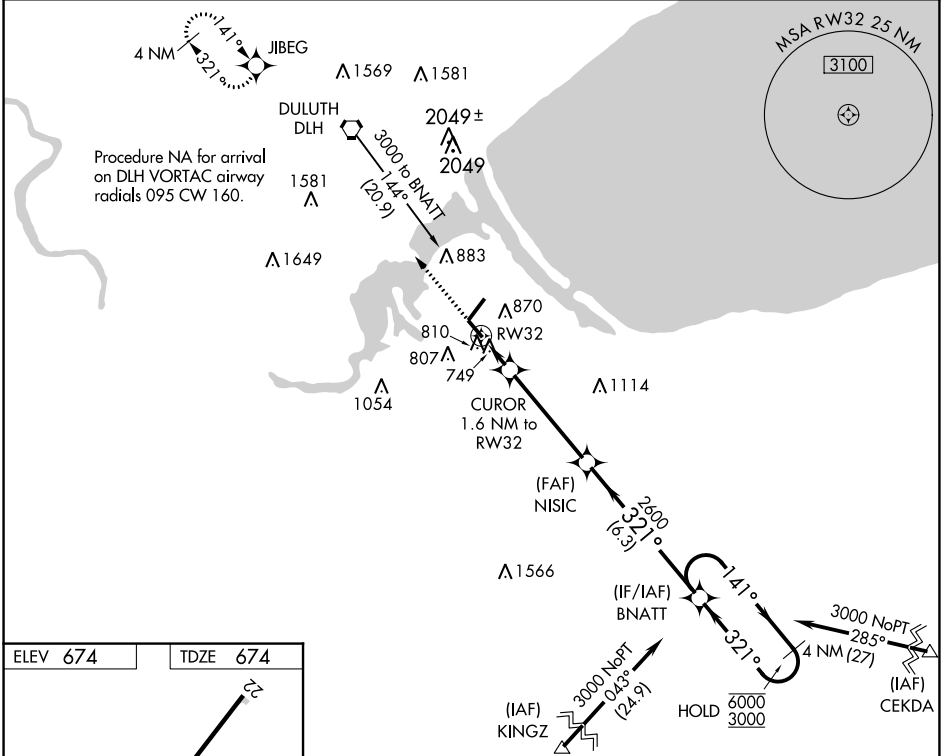 MSA RW32 25 NM
3100
141°
4 NM
321°
JIBEG
1569
1581
DULUTH
DLH
2049±
2049
3000 to BNATT
144°
(20.9)
Procedure NA for arrival
on DLH VORTAC airway
radials 095 CW 160.
1581
1649
883
870
810
RW32
807
749
1054
1114
CUROR
1.6 NM to
RW32
(FAF)
NISIC
2600
321°
(6.3)
1566
(IF/IAF)
BNATT
141°
321°
4 NM
3000 NoPT
285°
(27)
(IAF)
CEKDA
HOLD
6000
3000
3000 NoPT
043°
(24.9)
(IAF)
KINGZ
ELEV 674
TDZE 674
22